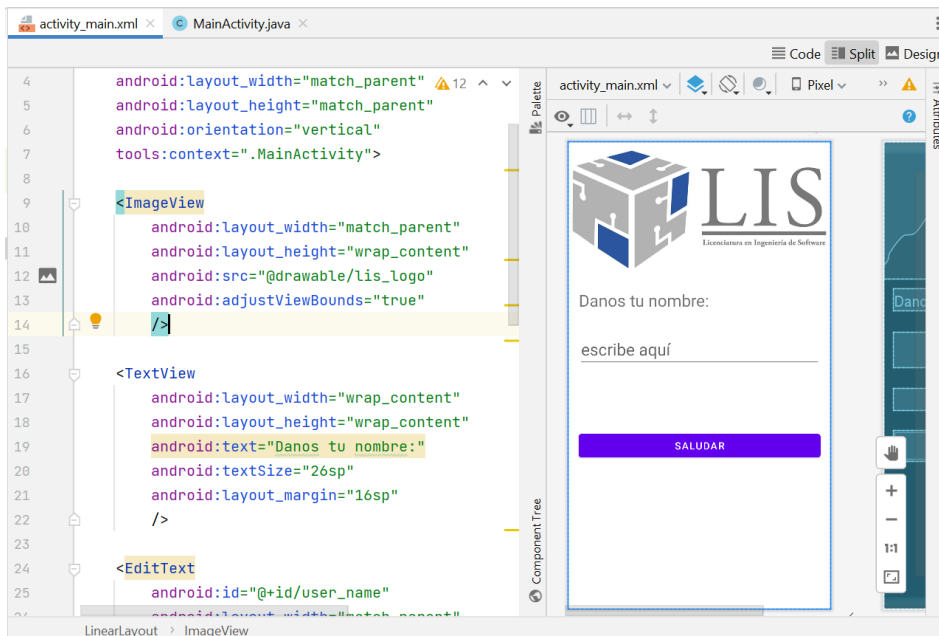 activity_main.xml
MainActivity.java
Code Split Design
4 android:layout_width="match_parent" 12
5 android:layout_height="match_parent"
6 android:orientation="vertical"
7 tools:context=".MainActivity">
8
9 <ImageView
10 android:layout_width="match_parent"
11 android:layout_height="wrap_content"
12 android:src="@drawable/lis_logo"
13 android:adjustViewBounds="true"
14 />
15
16 <TextView
17 android:layout_width="wrap_content"
18 android:layout_height="wrap_content"
19 android:text="Danos tu nombre:"
20 android:textSize="26sp"
21 android:layout_margin="16sp"
22 />
23
24 <EditText
25 android:id="@+id/user_name"
android:layout_width="match_parent"
LinearLayout > ImageView
Palette
Component Tree
activity_main.xml Pixel
Attributes
LIS
Licenciatura en Ingeniería de Software
Danos tu nombre:
escribe aquí
SALUDAR
Dano
1:1